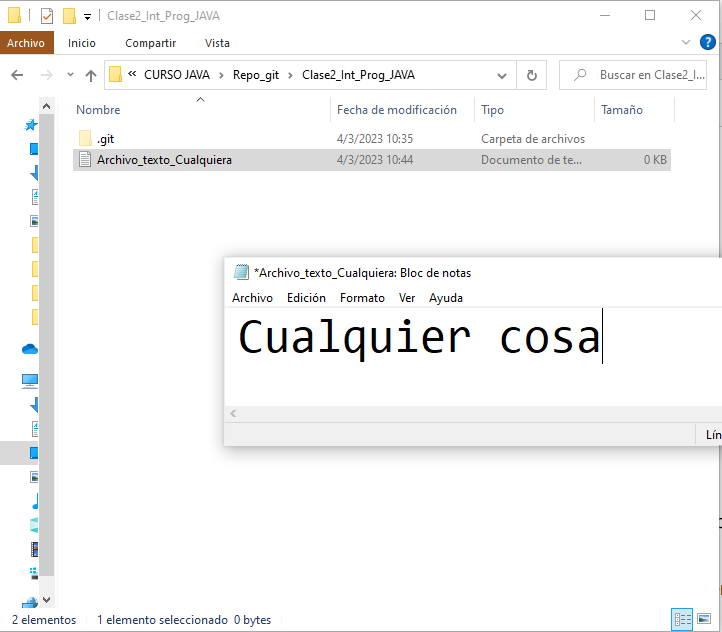 Clase2_Int_Prog_JAVA
Archivo Inicio Compartir Vista
« CURSO JAVA › Repo_git › Clase2_Int_Prog_JAVA
Buscar en Clase2_I...
Nombre Fecha de modificación Tipo Tamaño
.git 4/3/2023 10:35 Carpeta de archivos
Archivo_texto_Cualquiera 4/3/2023 10:44 Documento de te... 0 KB
*Archivo_texto_Cualquiera: Bloc de notas
Archivo Edición Formato Ver Ayuda
Cualquier cosa
Lín
2 elementos 1 elemento seleccionado 0 bytes